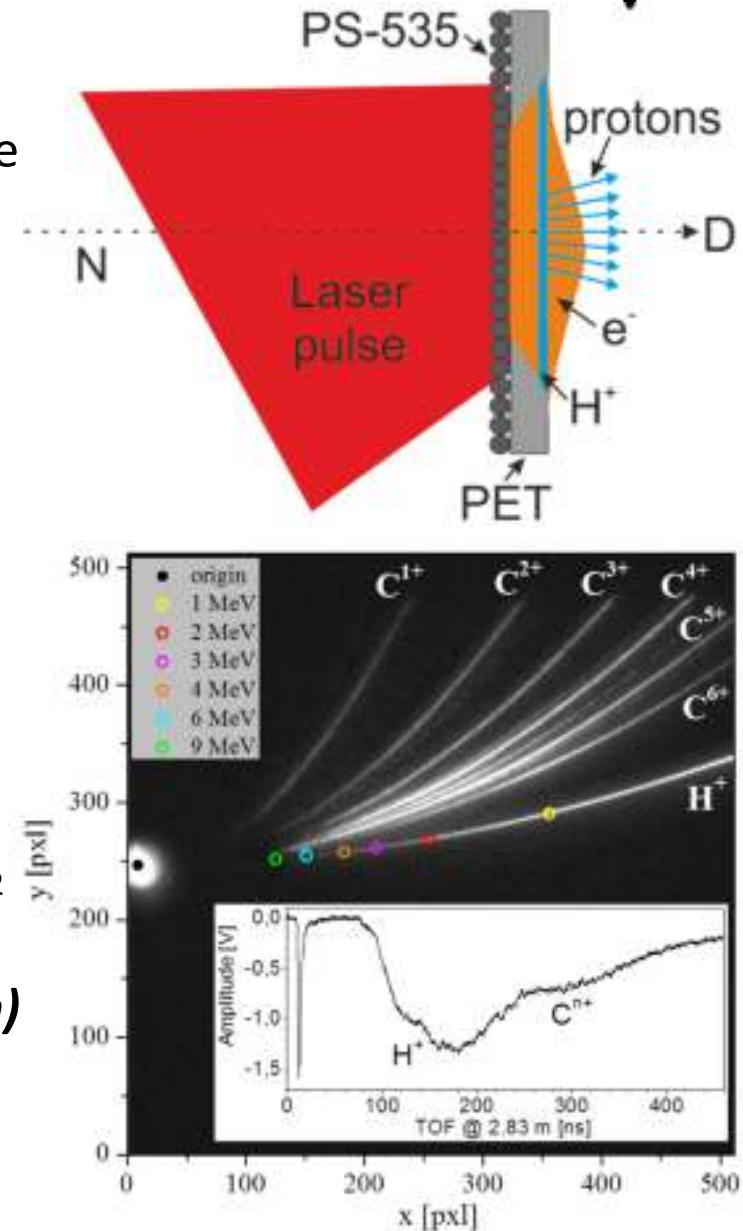 PS-535
e
protons
N
D
Laser
pulse
e⁻
H⁺
PET
500
400
300
200
100
0
y [pxl]
origin
1 MeV
2 MeV
3 MeV
4 MeV
6 MeV
9 MeV
C¹⁺
C²⁺
C³⁺
C⁴⁺
C⁵⁺
C⁶⁺
H⁺
2
)
0,0
-0,5
-1,0
-1,5
Amplitude [V]
H⁺
Cⁿ⁺
0 100 200 300 400
TOF @ 2.83 m [ns]
0 100 200 300 400 500
x [pxl]